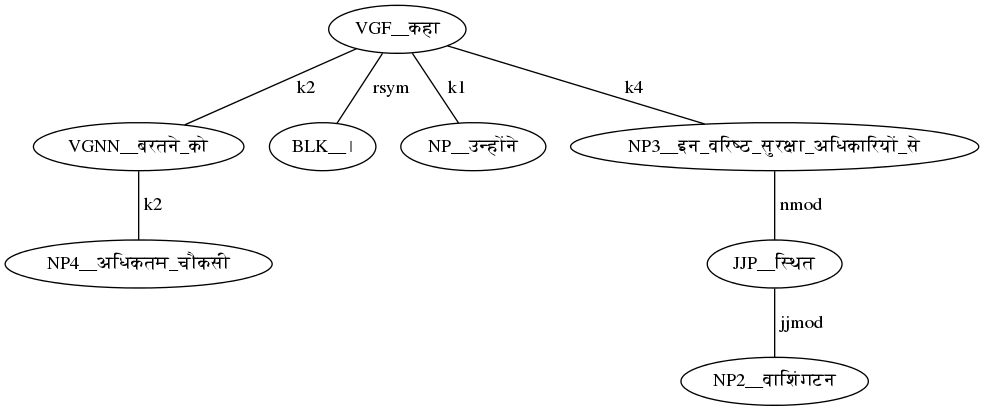 VGF__कहा
k2
rsym
k1
k4
VGNN__बरतने_को
BLK__।
NP__उन्होंने
NP3__इन_वरिष्ठ_सुरक्षा_अधिकारियों_से
k2
nmod
NP4__अधिकतम_चौकसी
JJP__स्थित
jjmod
NP2__वाशिंगटन